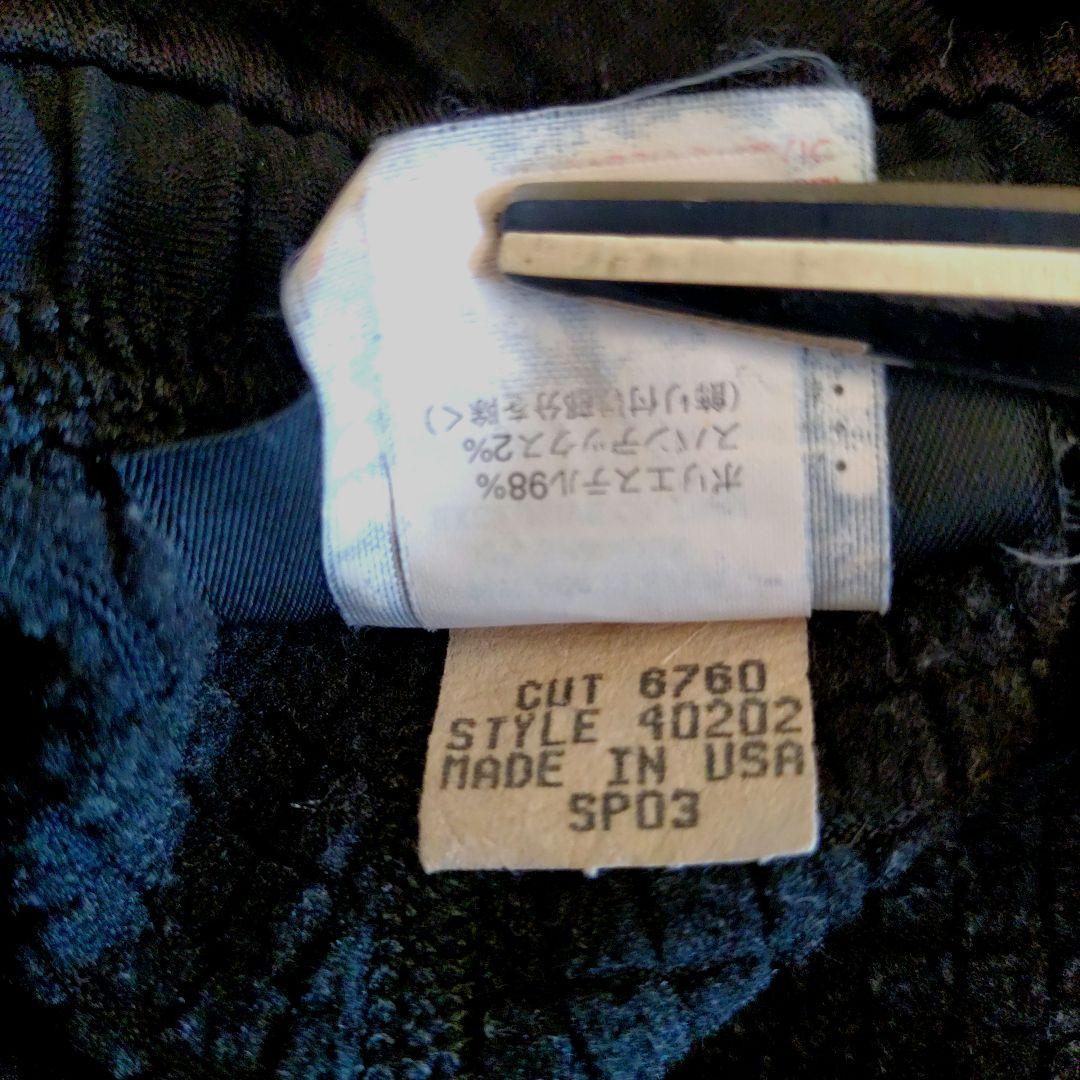 ポリエステル98%
スパンデックス2%
(飾り付け部分を除く)
CUT 6760
STYLE 40202
MADE IN USA
SP03